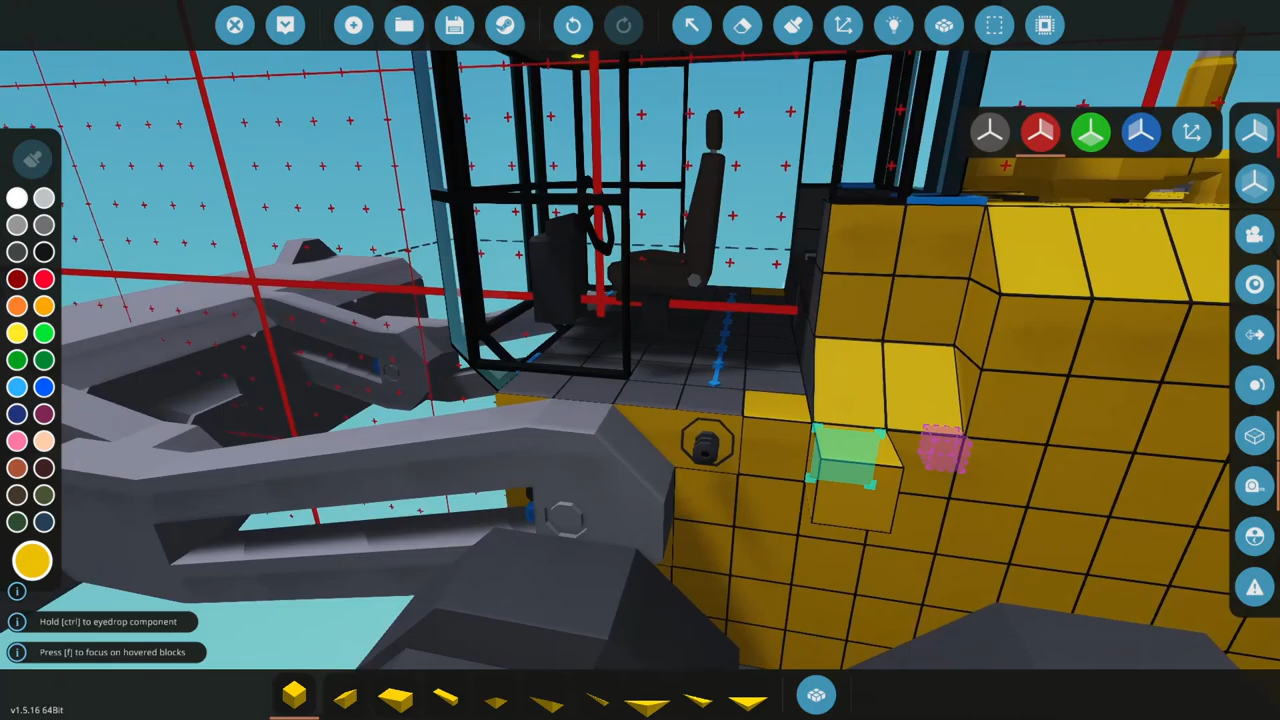 Hold [ctrl] to eyedrop component
Press [f] to focus on hovered blocks
v1.5.16 64Bit